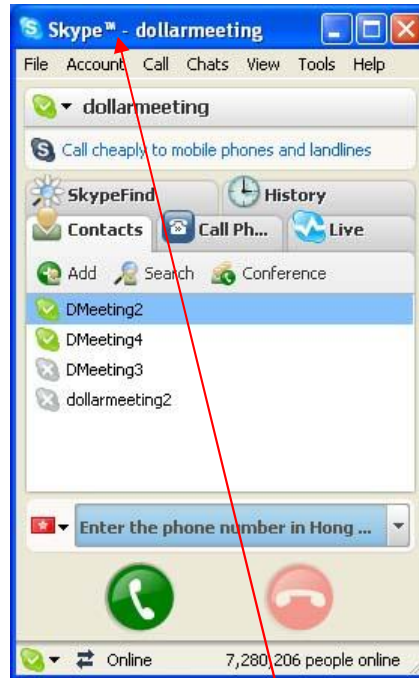 Skype™ - dollarmeeting
File Account Call Chats View Tools Help
dollarmeeting
Call cheaply to mobile phones and landlines
SkypeFind History
Contacts Call Ph... Live
Add Search Conference
DMeeting2
DMeeting4
DMeeting3
dollarmeeting2
Enter the phone number in Hong ...
Online 7,280,206 people online